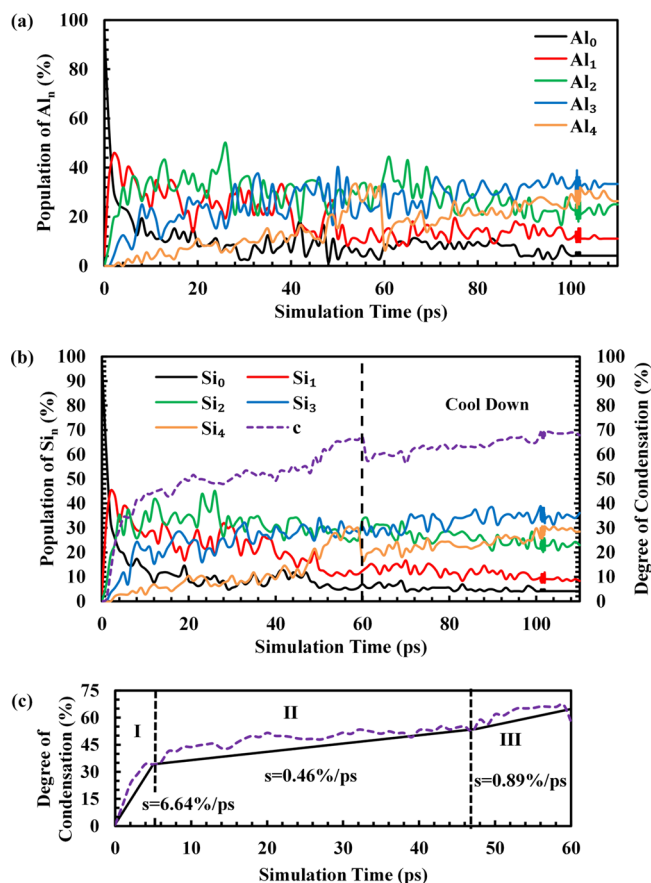 (a)
100
80
60
40
20
0
Population of Alₙ (%)
Al₀
Al₁
Al₂
Al₃
Al₄
0 20 40 60 80 100
Simulation Time (ps)
(b)
100
90
80
70
60
50
40
30
20
10
0
Population of Siₙ (%)
Si₀ Si₁
Si₂ Si₃
Si₄ c
Cool Down
100
90
80
70
60
50
40
30
20
10
0
Degree of Condensation (%)
0 20 40 60 80 100
Simulation Time (ps)
(c)
75
60
45
30
15
0
Degree of
Condensation (%)
I II III
s=6.64%/ps s=0.46%/ps s=0.89%/ps
0 10 20 30 40 50 60
Simulation Time (ps)